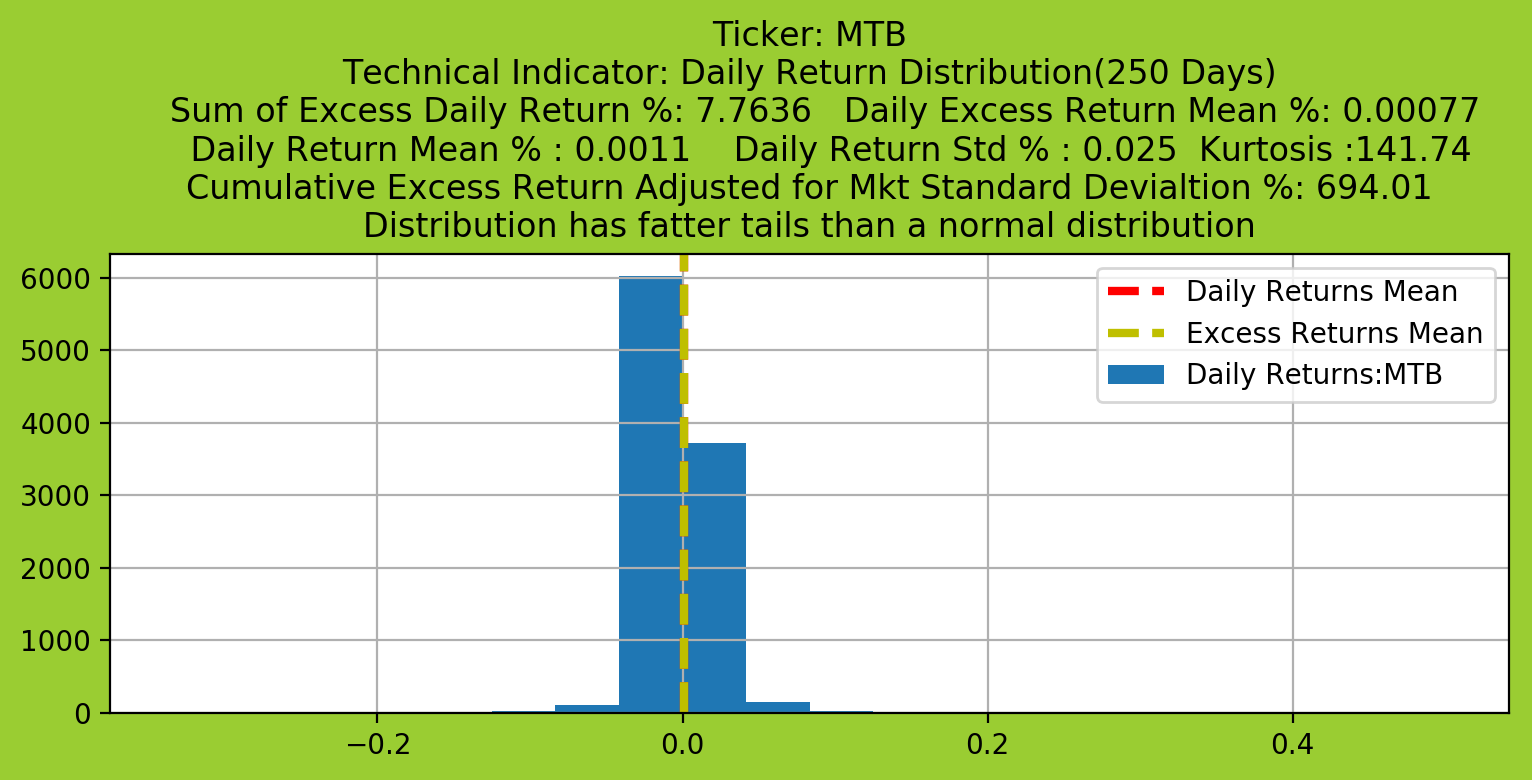 Ticker: MTB
Technical Indicator: Daily Return Distribution(250 Days)
Sum of Excess Daily Return %: 7.7636   Daily Excess Return Mean %: 0.00077
Daily Return Mean % : 0.0011    Daily Return Std % : 0.025  Kurtosis :141.74
Cumulative Excess Return Adjusted for Mkt Standard Devialtion %: 694.01
Distribution has fatter tails than a normal distribution
6000
5000
4000
3000
2000
1000
0
Daily Returns Mean
Excess Returns Mean
Daily Returns:MTB
−0.2
0.0
0.2
0.4